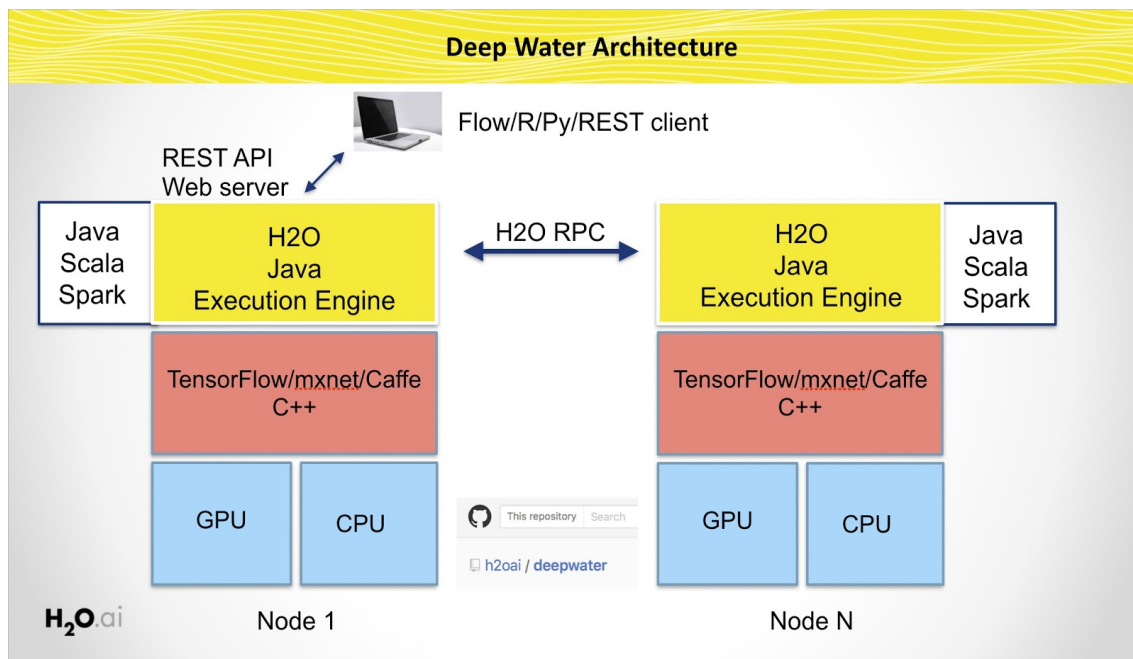 Deep Water Architecture
Flow/R/Py/REST client
REST API
Web server
Java
Scala
Spark
H2O
Java
Execution Engine
H2O RPC
H2O
Java
Execution Engine
Java
Scala
Spark
TensorFlow/mxnet/Caffe
C++
TensorFlow/mxnet/Caffe
C++
GPU
CPU
This repository Search
h2oai / deepwater
GPU
CPU
H2O.ai
Node 1
Node N